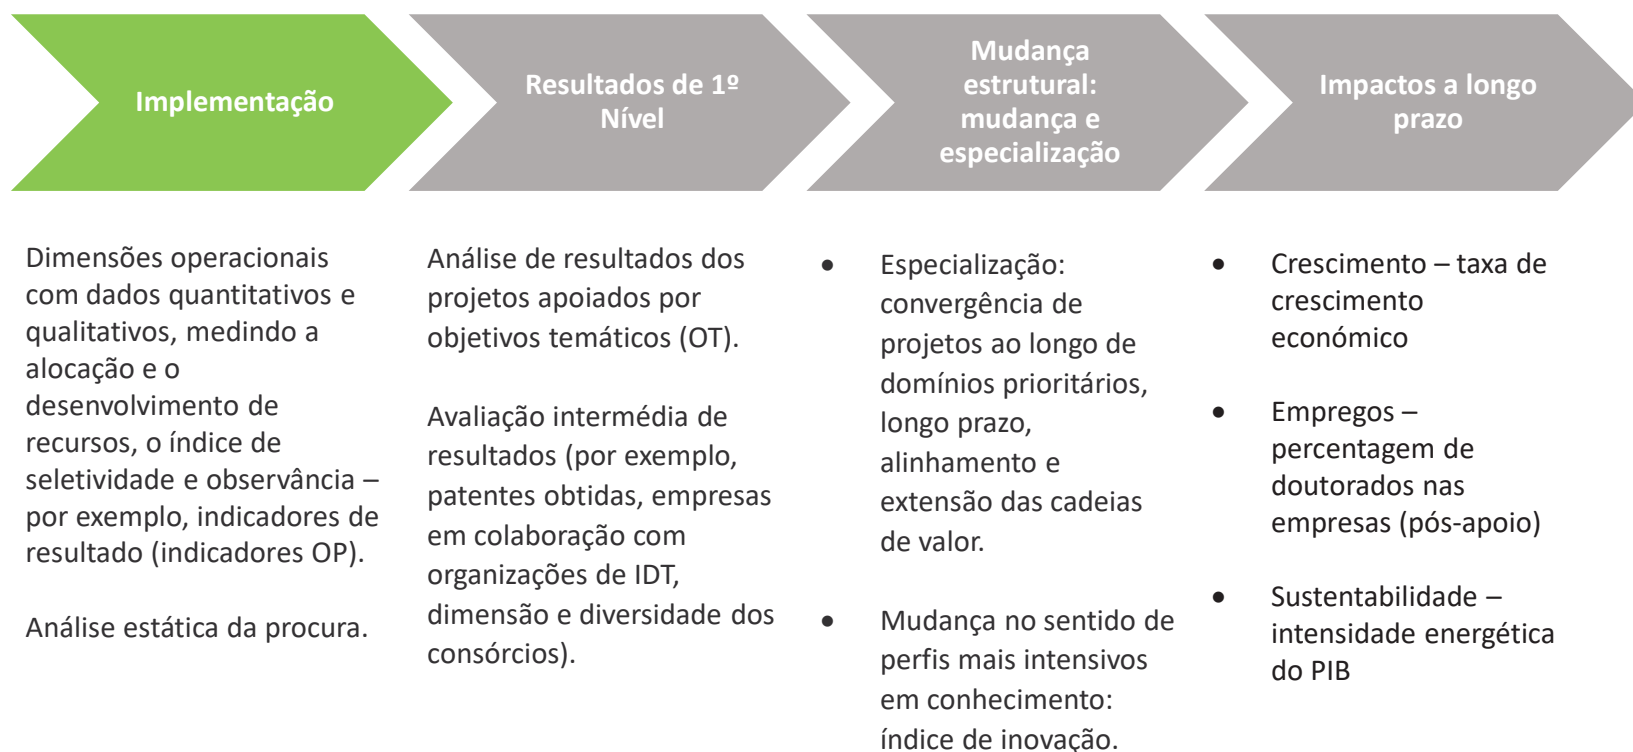 Implementação
Resultados de 1º
Nível
Mudança
estrutural:
mudança e
especialização
Impactos a longo
prazo
Dimensões operacionais
com dados quantitativos e
qualitativos, medindo a
alocação e o
desenvolvimento de
recursos, o índice de
seletividade e observância –
por exemplo, indicadores de
resultado (indicadores OP).
Análise estática da procura.
Análise de resultados dos
projetos apoiados por
objetivos temáticos (OT).
Avaliação intermédia de
resultados (por exemplo,
patentes obtidas, empresas
em colaboração com
organizações de IDT,
dimensão e diversidade dos
consórcios).
• Especialização:
convergência de
projetos ao longo de
domínios prioritários,
longo prazo,
alinhamento e
extensão das cadeias
de valor.
• Mudança no sentido de
perfis mais intensivos
em conhecimento:
índice de inovação.
• Crescimento – taxa de
crescimento
económico
• Empregos –
percentagem de
doutorados nas
empresas (pós-apoio)
• Sustentabilidade –
intensidade energética
do PIB